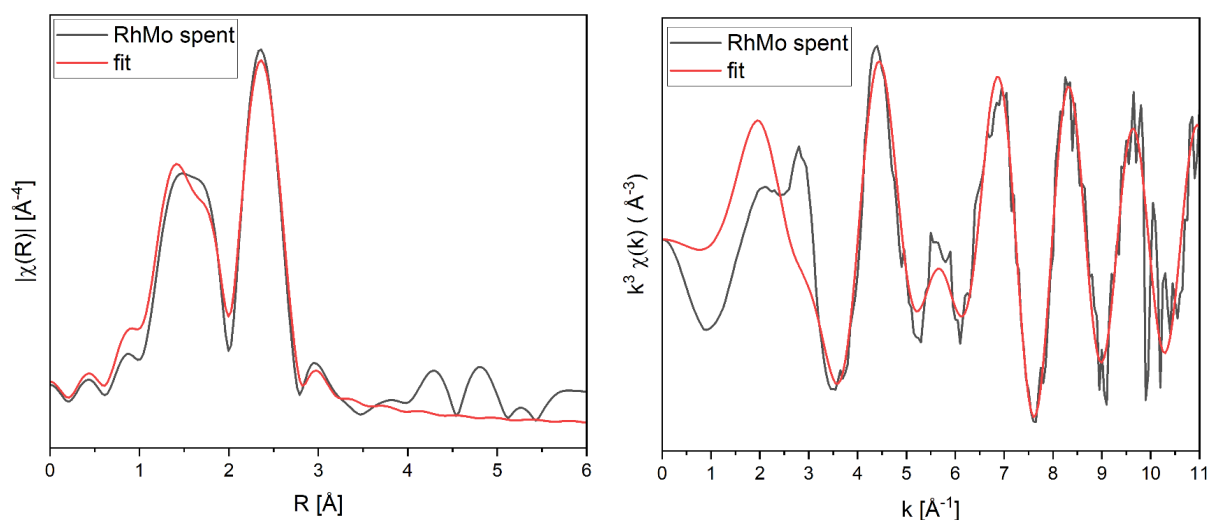 RhMo spent
fit
|χ(R)| [Å⁻⁴]
0 1 2 3 4 5 6
R [Å]
RhMo spent
fit
k³ χ(k) ( Å⁻³)
0 1 2 3 4 5 6 7 8 9 10 11
k [Å⁻¹]